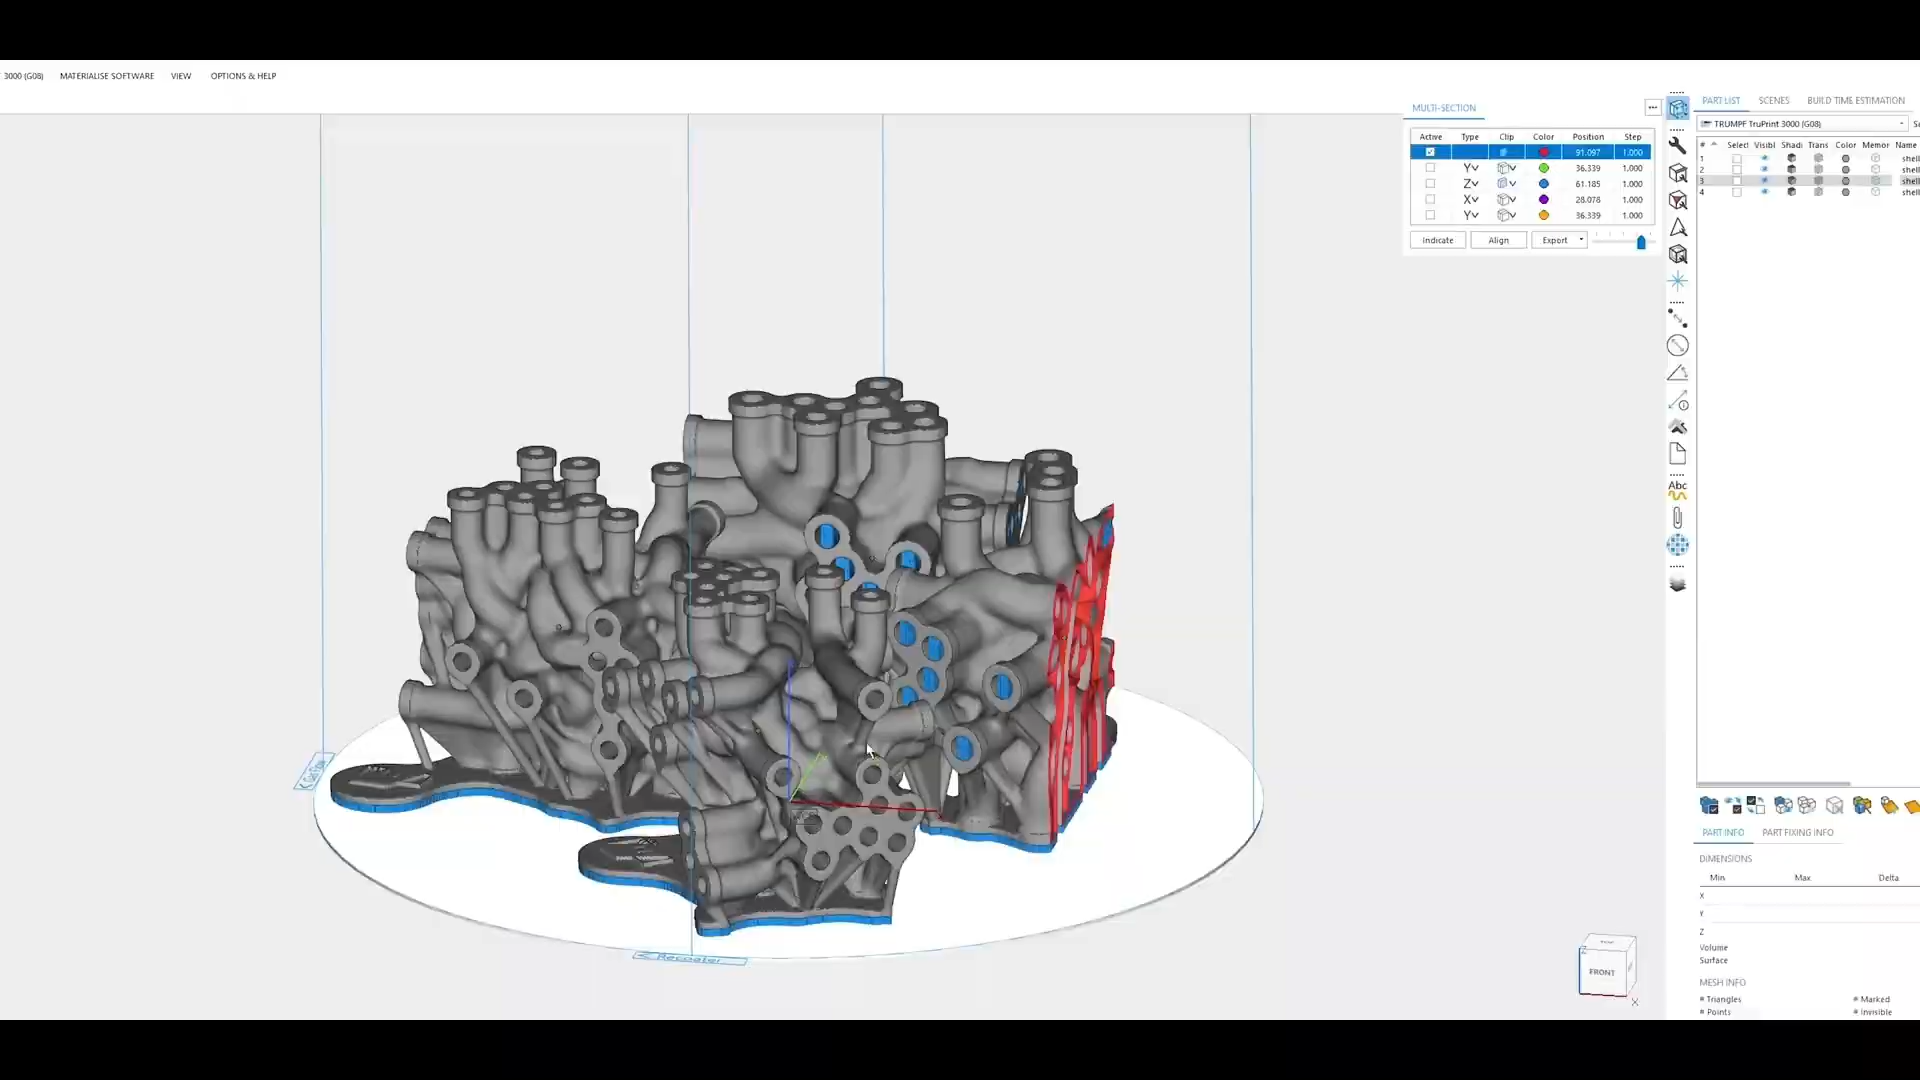 3000 (G08) MATERIALISE SOFTWARE VIEW OPTIONS & HELP
MULTI-SECTION
Active Type Clip Color Position Step
91.097 1.000
Y 36.339 1.000
Z 61.185 1.000
X 28.078 1.000
Y 36.339 1.000
Indicate Align Export
PART LIST SCENES BUILD TIME ESTIMATION
TRUMPF TruPrint 3000 (G08)
# Select Visibl Shadi Trans Color Memor Name
1 shell
2 shell
3 shell
4 shell
Abc
PART INFO PART FIXING INFO
DIMENSIONS
Min Max Delta
X
Y
Z
Volume
Surface
MESH INFO
# Triangles # Marked
# Points # Invisible
< Recoater
TOP
Z
FRONT
X